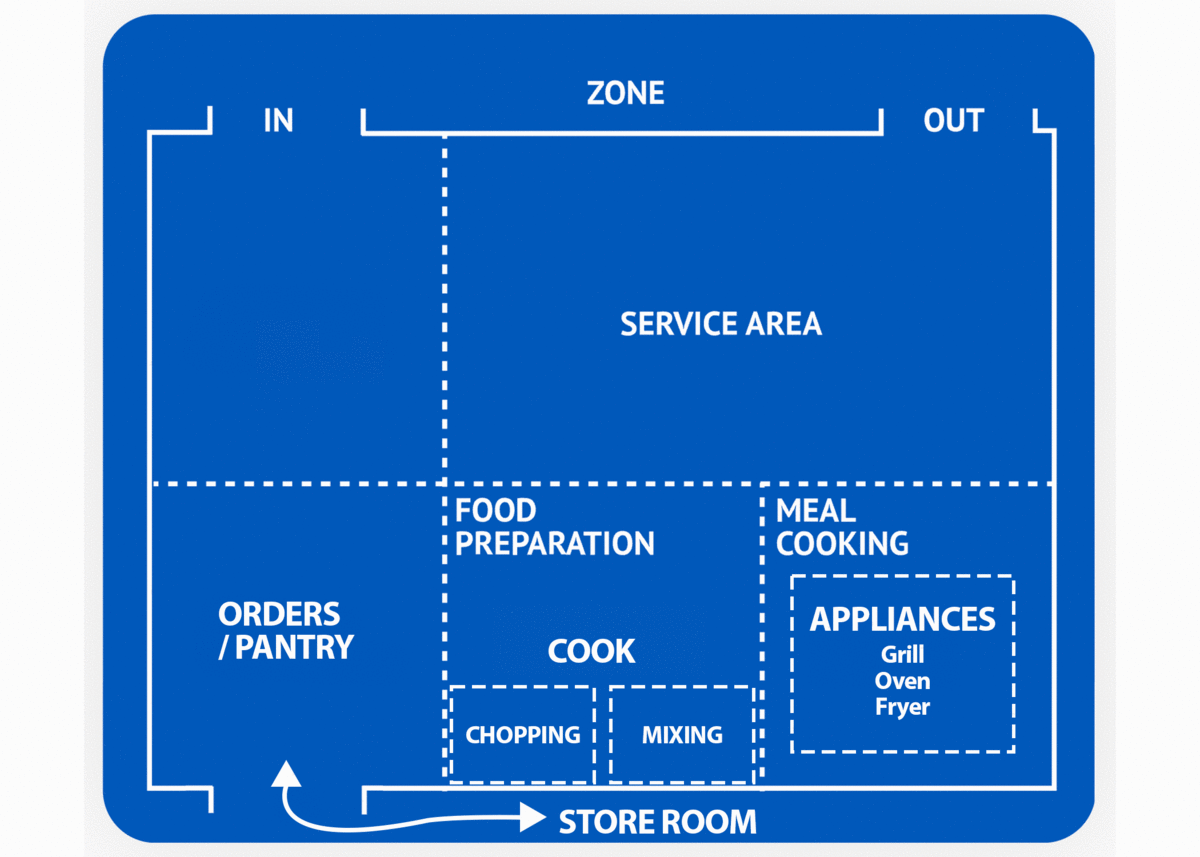 ZONE
IN
OUT
SERVICE AREA
FOOD
PREPARATION
MEAL
COOKING
ORDERS
/ PANTRY
COOK
APPLIANCES
Grill
Oven
Fryer
CHOPPING
MIXING
STORE ROOM